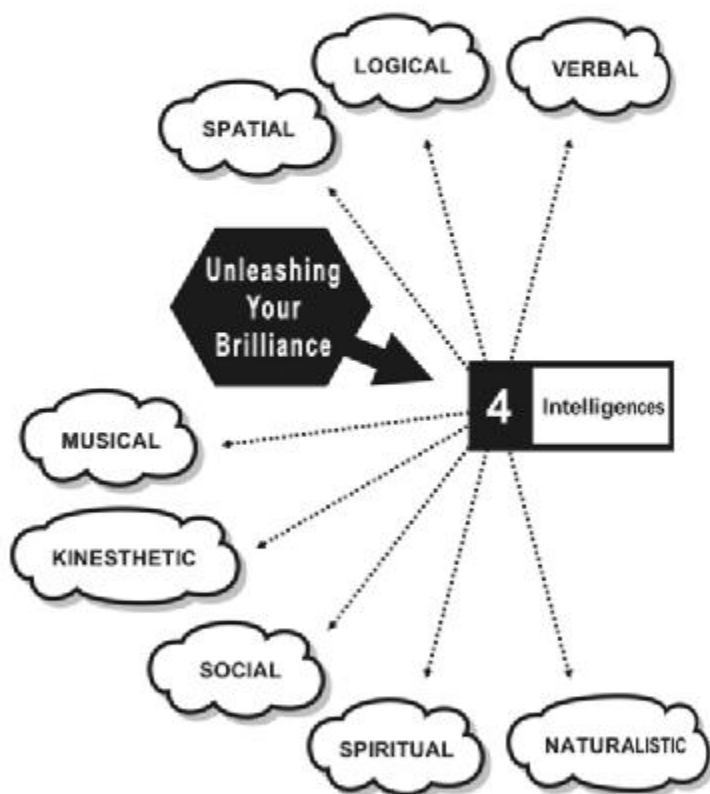 LOGICAL
VERBAL
SPATIAL
Unleashing
Your
Brilliance
4 Intelligences
MUSICAL
KINESTHETIC
SOCIAL
SPIRITUAL
NATURALISTIC